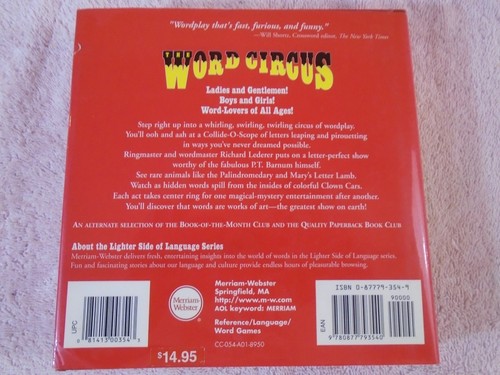 "Wordplay that's fast, furious, and funny."
—Will Shortz, Crossword editor, The New York Times
WORD CIRCUS
Ladies and Gentlemen!
Boys and Girls!
Word-Lovers of All Ages!
Step right up into a whirling, swirling, twirling circus of wordplay.
You'll ooh and aah at a Collide-O-Scope of letters leaping and pirouetting
in ways you've never dreamed possible.
Ringmaster and wordmaster Richard Lederer puts on a letter-perfect show
worthy of the fabulous P.T. Barnum himself.
See rare animals like the Palindromedary and Mary's Letter Lamb.
Watch as hidden words spill from the insides of colorful Clown Cars.
Each act takes center ring for one magical-mystery entertainment after another.
You'll discover that words are works of art—the greatest show on earth!
An alternate selection of the Book-of-the-Month Club and the Quality Paperback Book Club
About the Lighter Side of Language Series
Merriam-Webster delivers fresh, entertaining insights into the world of words in the Lighter Side of Language series.
Fun and fascinating stories about our language and culture provide endless hours of pleasurable browsing.
UPC
0 81413 00354 1
Merriam-
Webster
Merriam-Webster
Springfield, MA
http://www.m-w.com
AOL keyword: MERRIAM
Reference/Language/
Word Games
CC-054-A01-8950
$14.95
ISBN 0-87779-354-9
90000
EAN
9 780877 793540